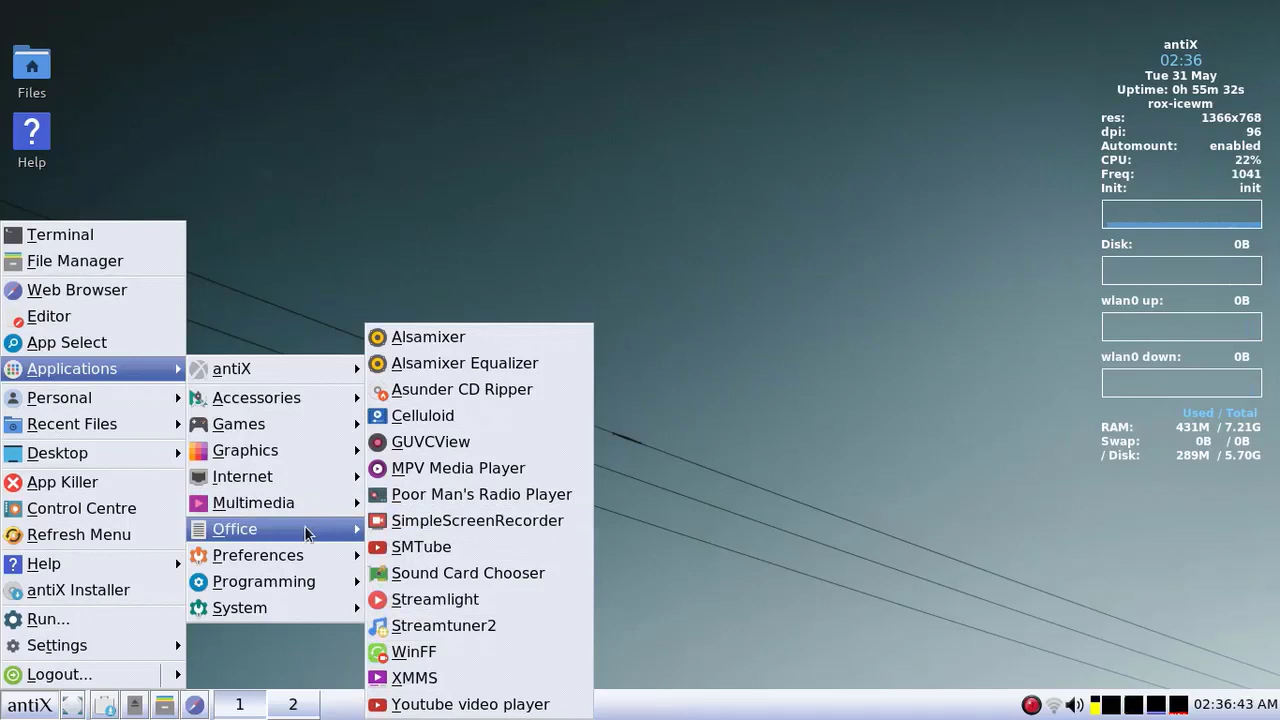 Files
Help
antiX
02:36
Tue 31 May
Uptime: 0h 55m 32s
rox-icewm
res: 1366x768
dpi: 96
Automount: enabled
CPU: 22%
Freq: 1041
Init: init
Disk: 0B
wlan0 up: 0B
wlan0 down: 0B
Used / Total
RAM: 431M / 7.21G
Swap: 0B / 0B
/ Disk: 289M / 5.70G
Terminal
File Manager
Web Browser
Editor
App Select
Applications
Personal
Recent Files
Desktop
App Killer
Control Centre
Refresh Menu
Help
antiX Installer
Run...
Settings
Logout...
antiX
Accessories
Games
Graphics
Internet
Multimedia
Office
Preferences
Programming
System
Alsamixer
Alsamixer Equalizer
Asunder CD Ripper
Celluloid
GUVCView
MPV Media Player
Poor Man's Radio Player
SimpleScreenRecorder
SMTube
Sound Card Chooser
Streamlight
Streamtuner2
WinFF
XMMS
Youtube video player
antiX 1 2 02:36:43 AM